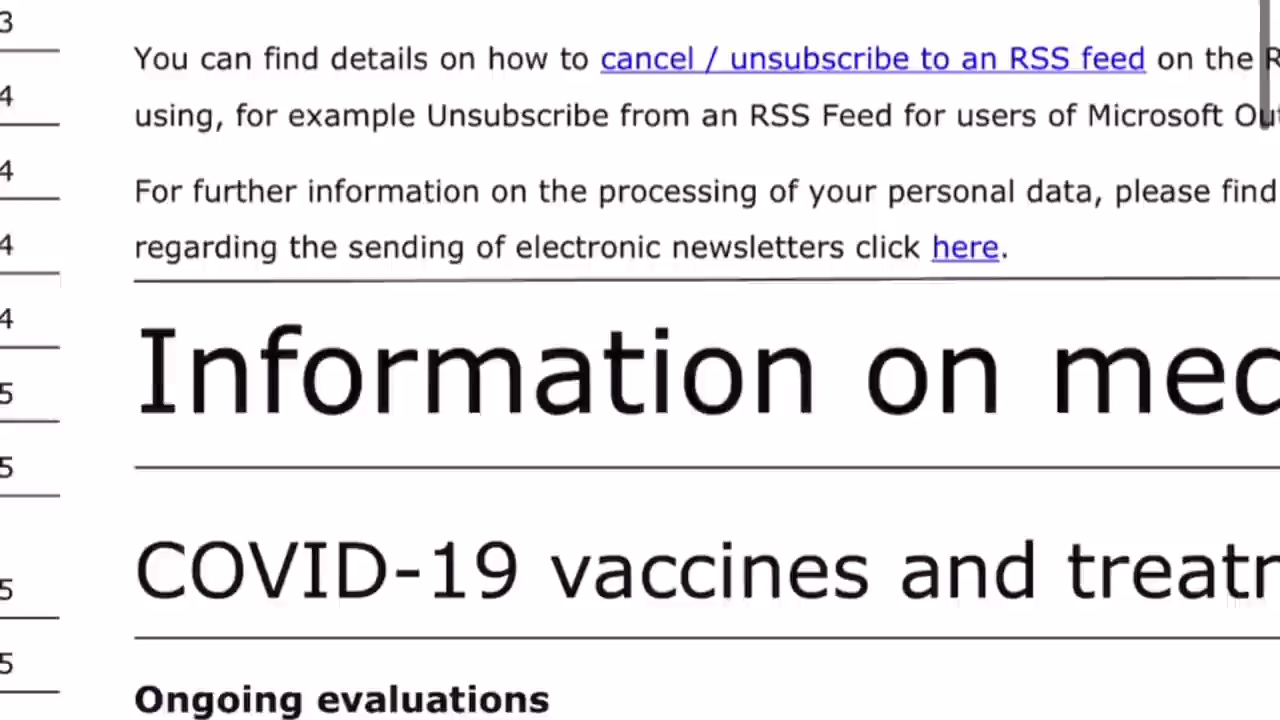 3
4
4
4
4
5
5
5
5
You can find details on how to cancel / unsubscribe to an RSS feed on the R
using, for example Unsubscribe from an RSS Feed for users of Microsoft
For further information on the processing of your personal data, please find
regarding the sending of electronic newsletters click here.
Information on
COVID-19 vaccines and
Ongoing evaluations